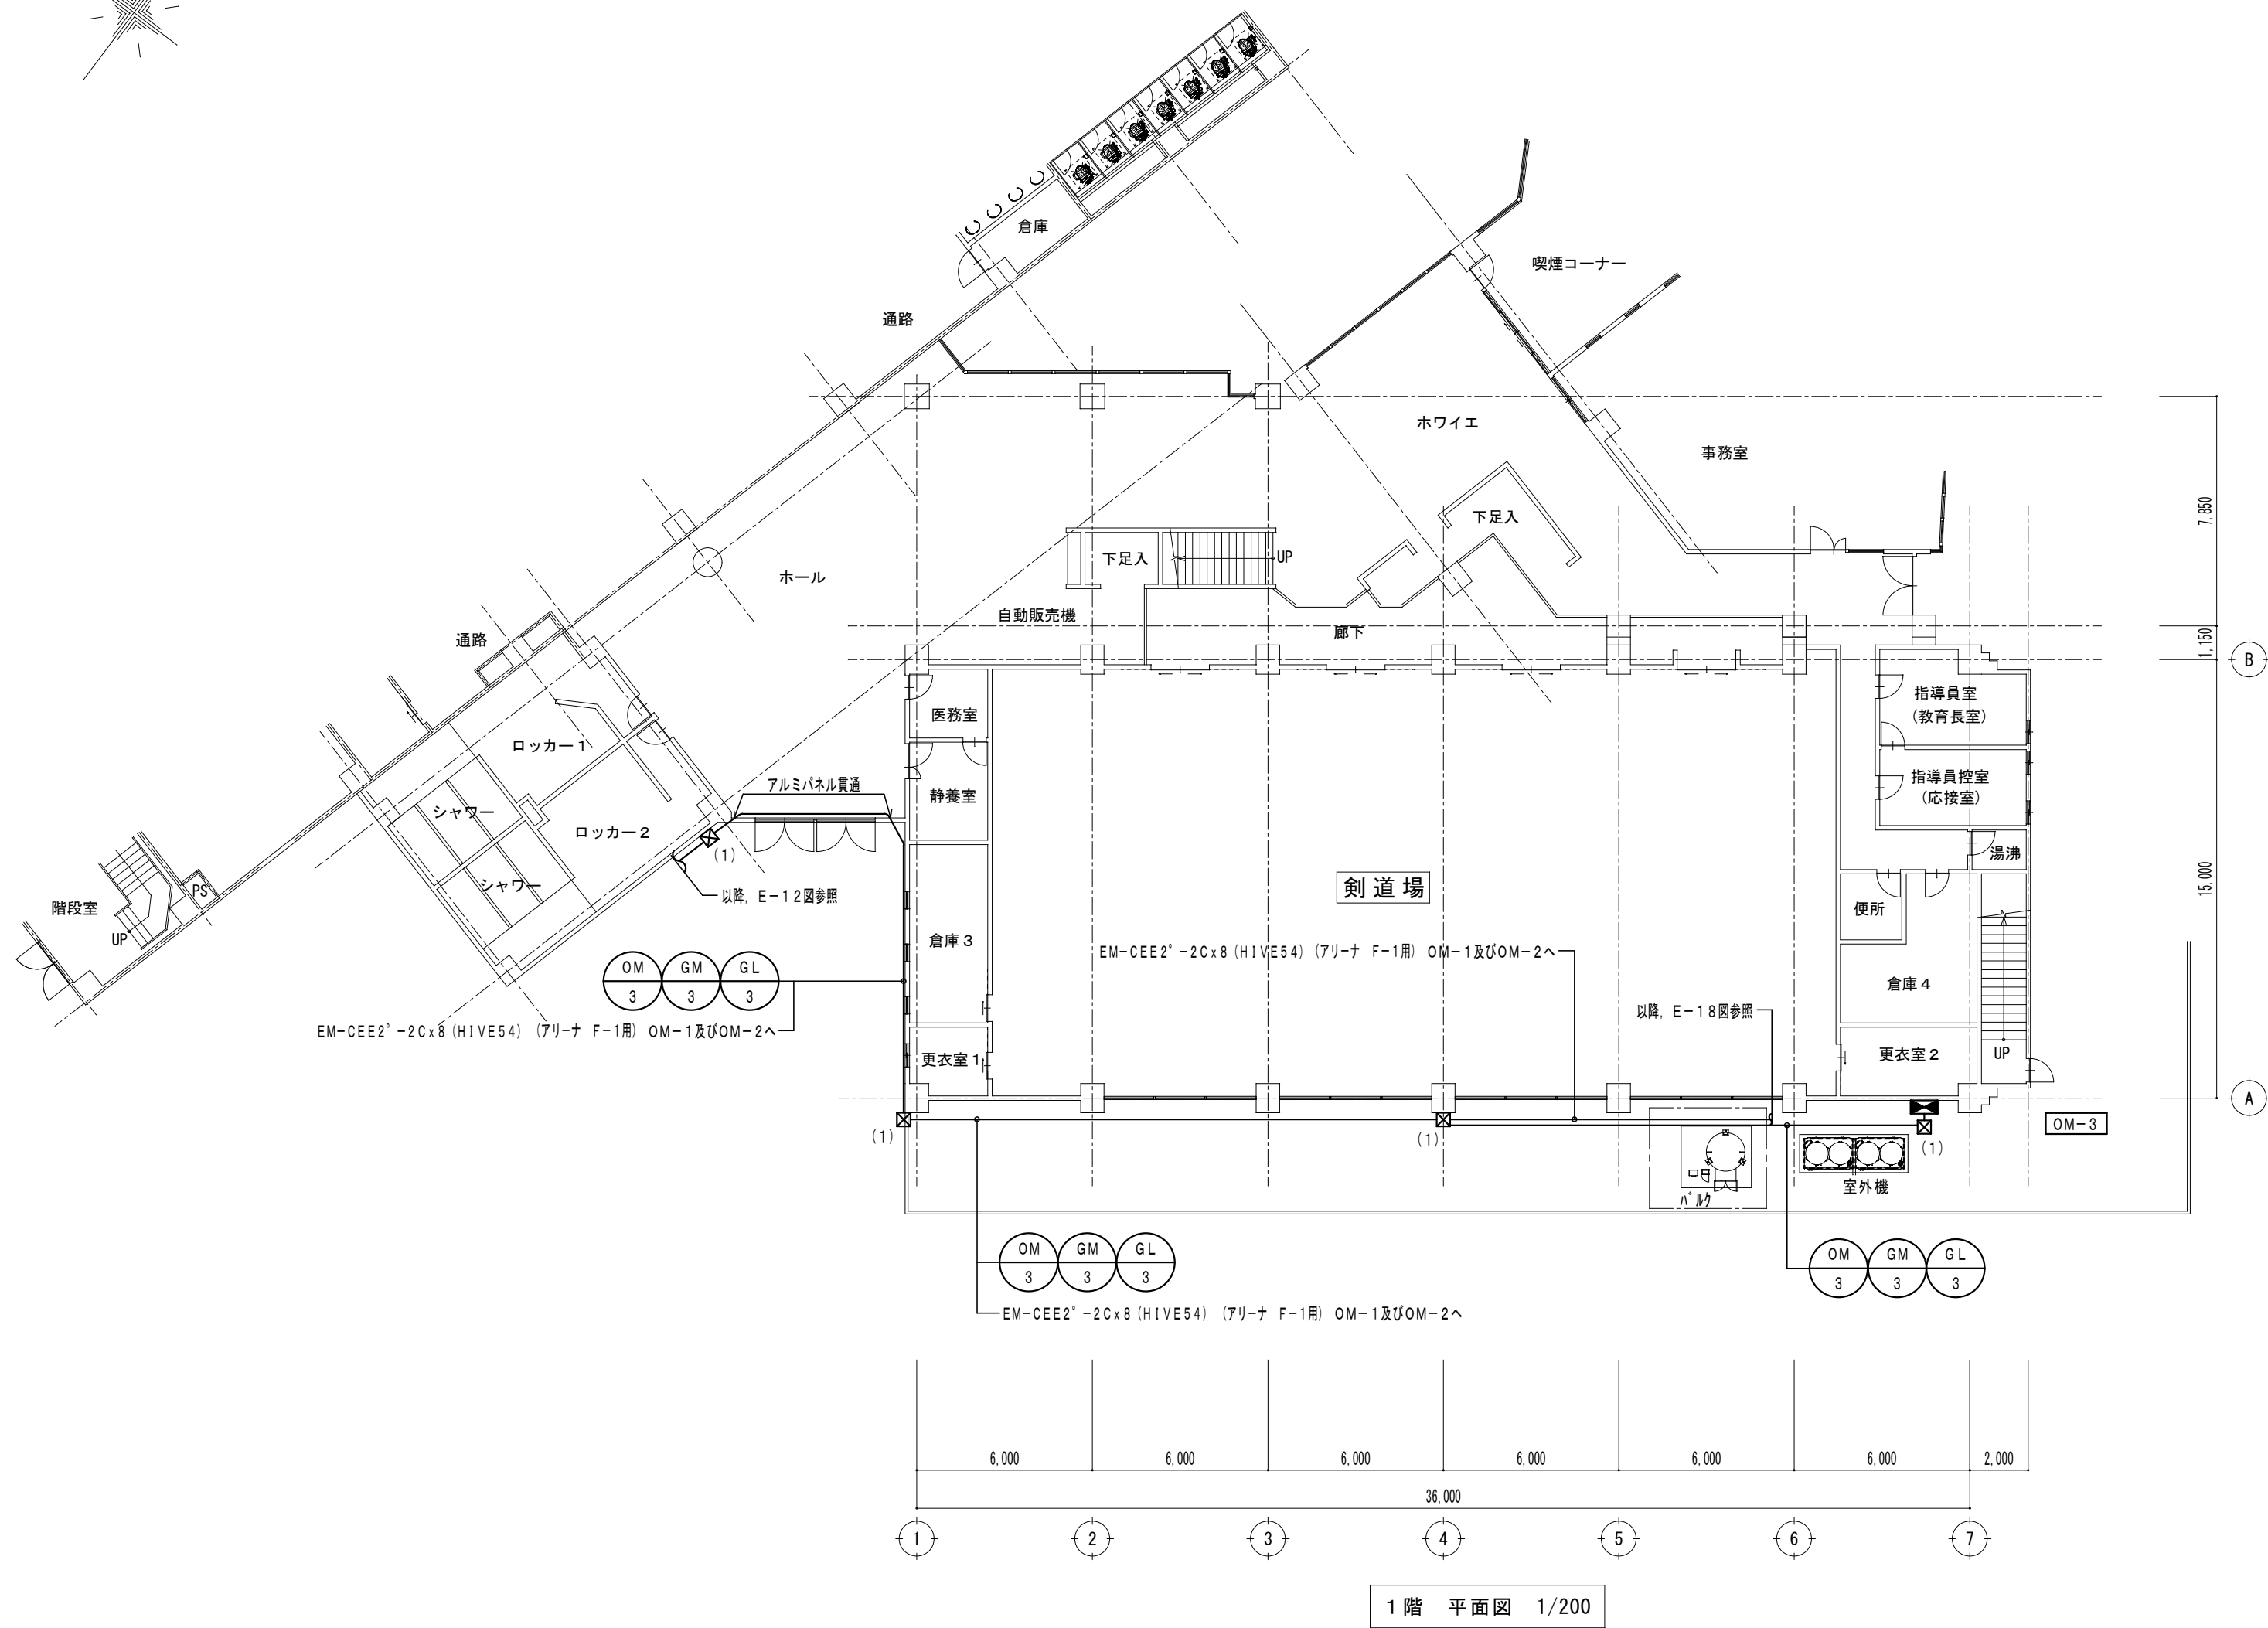 倉庫
喫煙コーナー
通路
ホワイエ
事務室
7,850
下足入
下足入
UP
ホール
自動販売機
廊下
1,150
通路
B
指導員室
(教育長室)
医務室
ロッカー1
指導員控室
(応接室)
アルミパネル貫通
静養室
シャワー
ロッカー2
(1)
湯沸
シャワー
以降, E-12図参照
剣道場
15,000
PS
階段室
UP
便所
倉庫3
EM-CEE2°-2Cx8(HIVE54) (アリーナ F-1用) OM-1及びOM-2へ
OM GM GL
3 3 3
倉庫4
以降, E-18図参照
EM-CEE2°-2Cx8(HIVE54) (アリーナ F-1用) OM-1及びOM-2へ
更衣室1
更衣室2
UP
A
OM-3
(1)
(1)
(1)
室外機
バルク
OM GM GL
3 3 3
OM GM GL
3 3 3
EM-CEE2°-2Cx8(HIVE54) (アリーナ F-1用) OM-1及びOM-2へ
6,000 6,000 6,000 6,000 6,000 6,000 2,000
36,000
1 2 3 4 5 6 7
1階 平面図 1/200